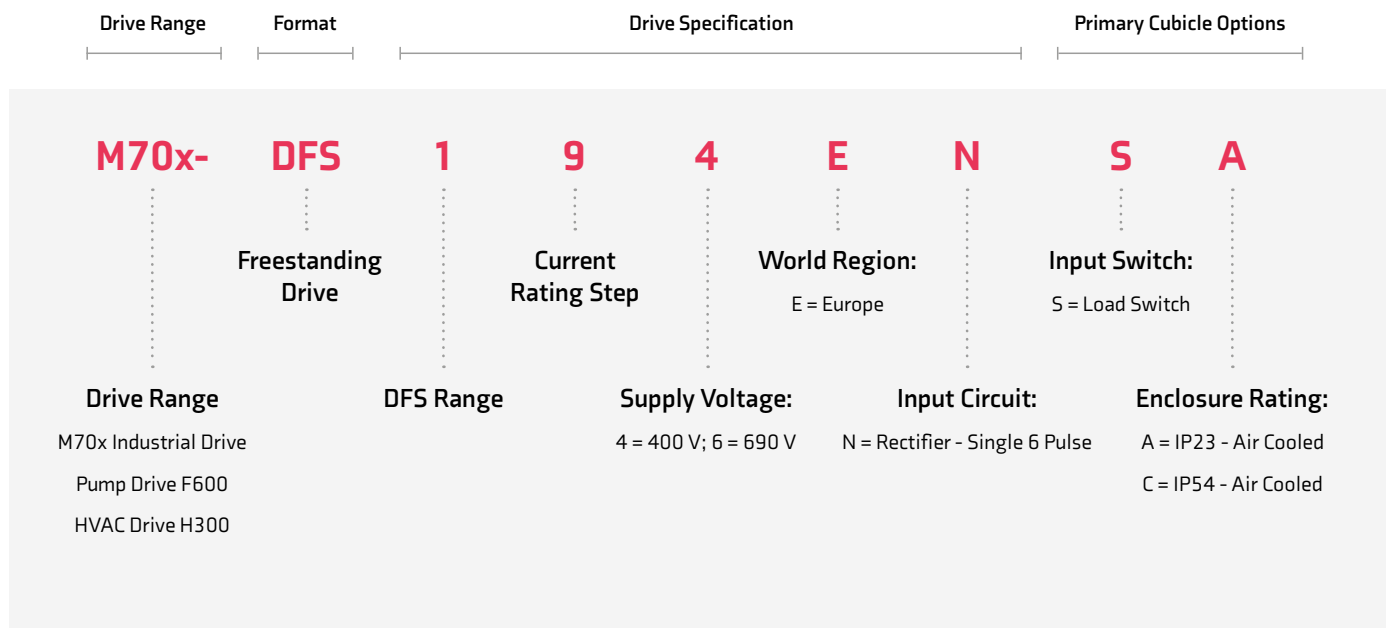 Drive Range Format Drive Specification Primary Cubicle Options
M70x- DFS 1 9 4 E N S A
Freestanding
Drive
Current
Rating Step
World Region:
E = Europe
Input Switch:
S = Load Switch
Drive Range
M70x Industrial Drive
Pump Drive F600
HVAC Drive H300
DFS Range
Supply Voltage:
4 = 400 V; 6 = 690 V
Input Circuit:
N = Rectifier - Single 6 Pulse
Enclosure Rating:
A = IP23 - Air Cooled
C = IP54 - Air Cooled